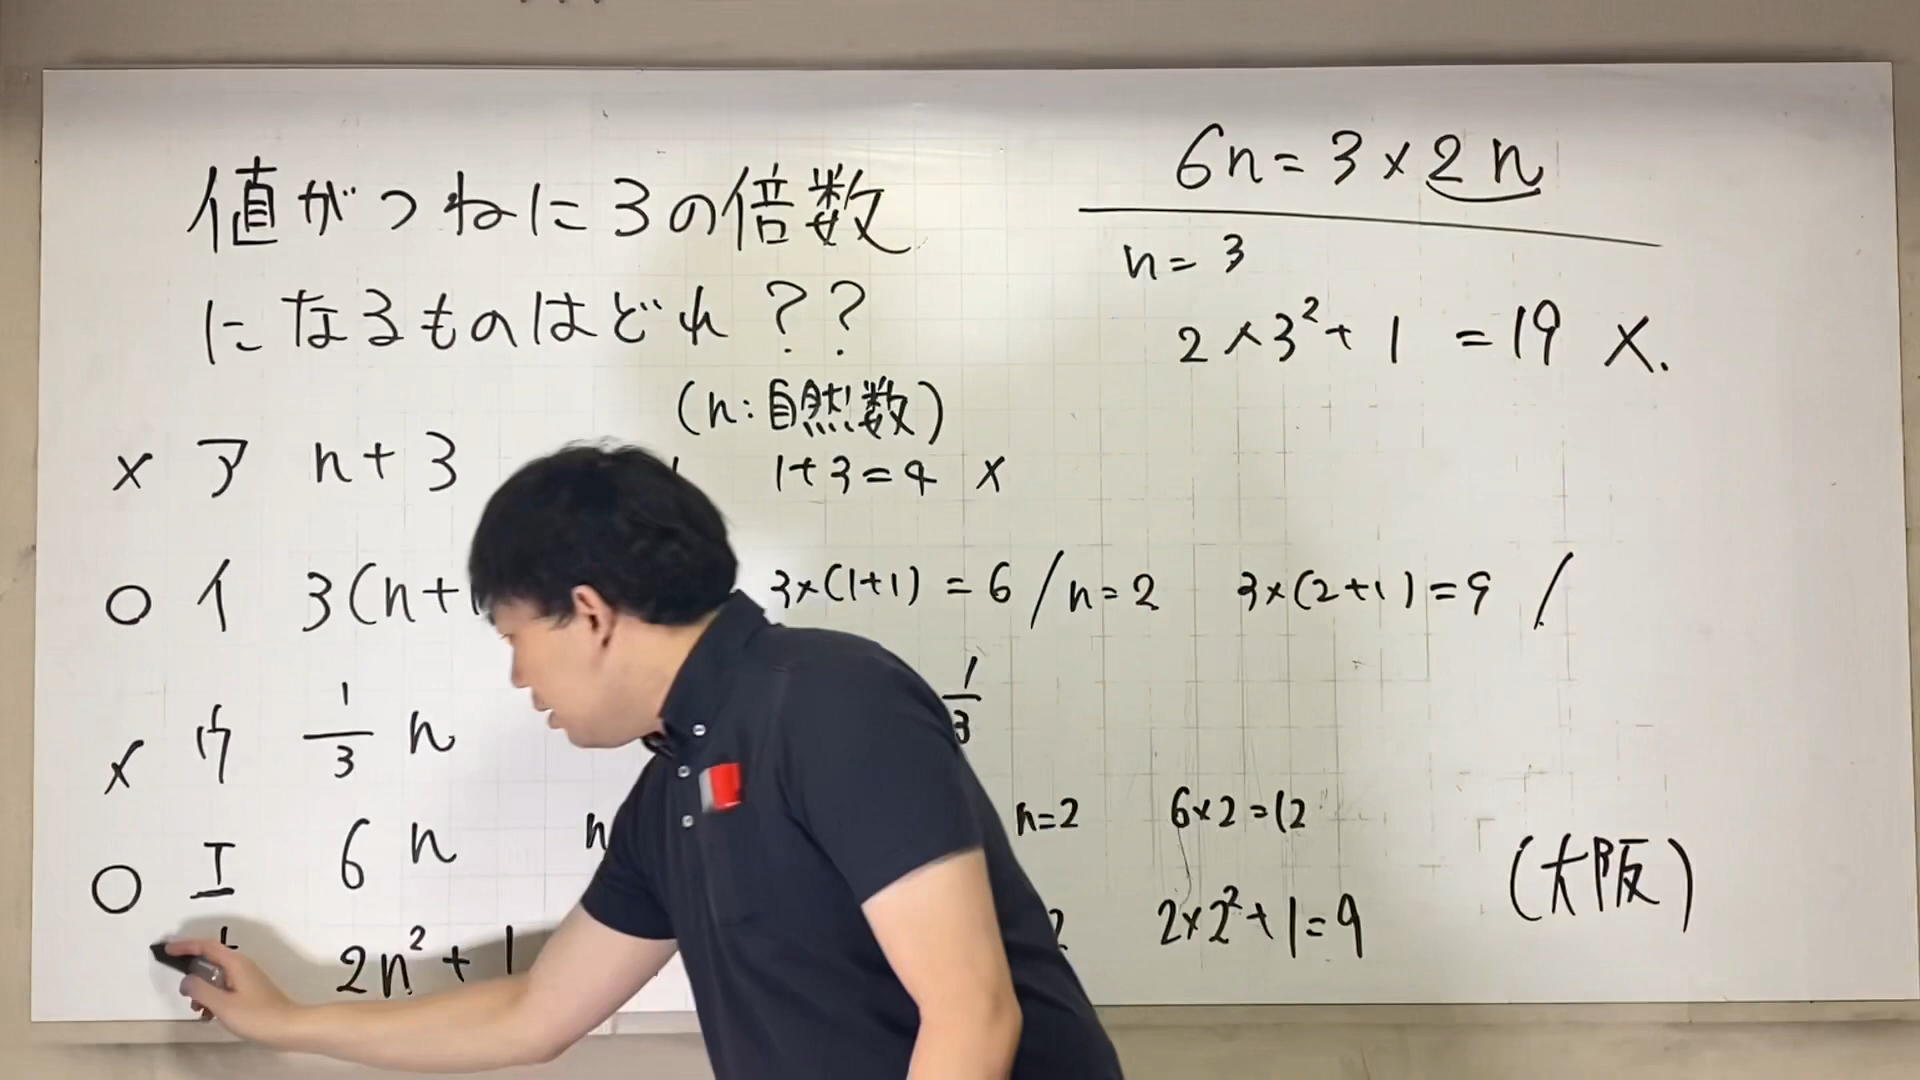 値がつねに3の倍数
になるものはどれ??
(n:自然数)
× ア n+3 1+3=4 ×
○ イ 3(n+ 3×(1+1)=6 / n=2 3×(2+1)=9 /
× ウ 1/3 n 1/3
○ エ 6n n n=2 6×2=12
2n²+1 2 2×2²+1=9
(大阪)
6n=3×2n
n=3
2×3²+1=19 ×.